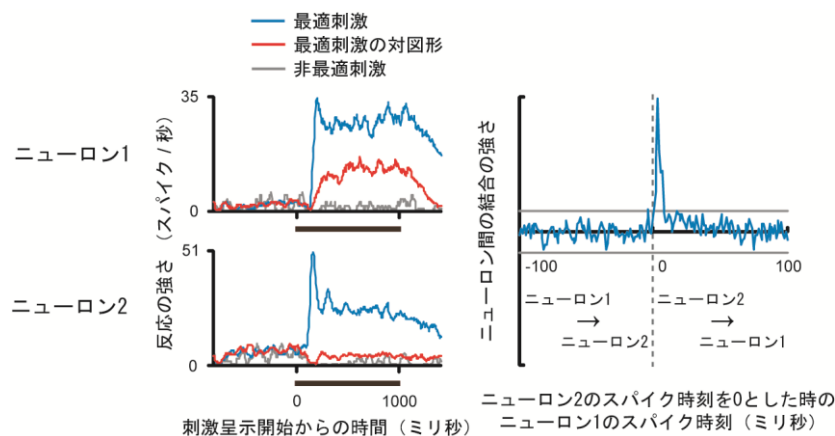 最適刺激
最適刺激の対図形
非最適刺激
ニューロン1
反応の強さ (スパイク / 秒)
35
0
ニューロン2
51
0
0
1000
刺激呈示開始からの時間 (ミリ秒)
ニューロン間の結合の強さ
-100
0
100
ニューロン1
→
ニューロン2
ニューロン2
→
ニューロン1
ニューロン2のスパイク時刻を0とした時の
ニューロン1のスパイク時刻 (ミリ秒)